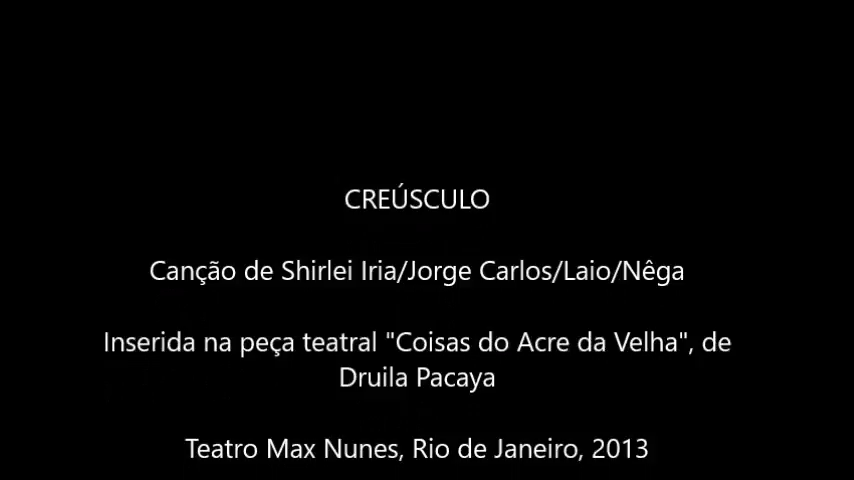 CREÚSCULO
Canção de Shirlei Iria/Jorge Carlos/Laio/Nêga
Inserida na peça teatral "Coisas do Acre da Velha", de
Druila Pacaya
Teatro Max Nunes, Rio de Janeiro, 2013